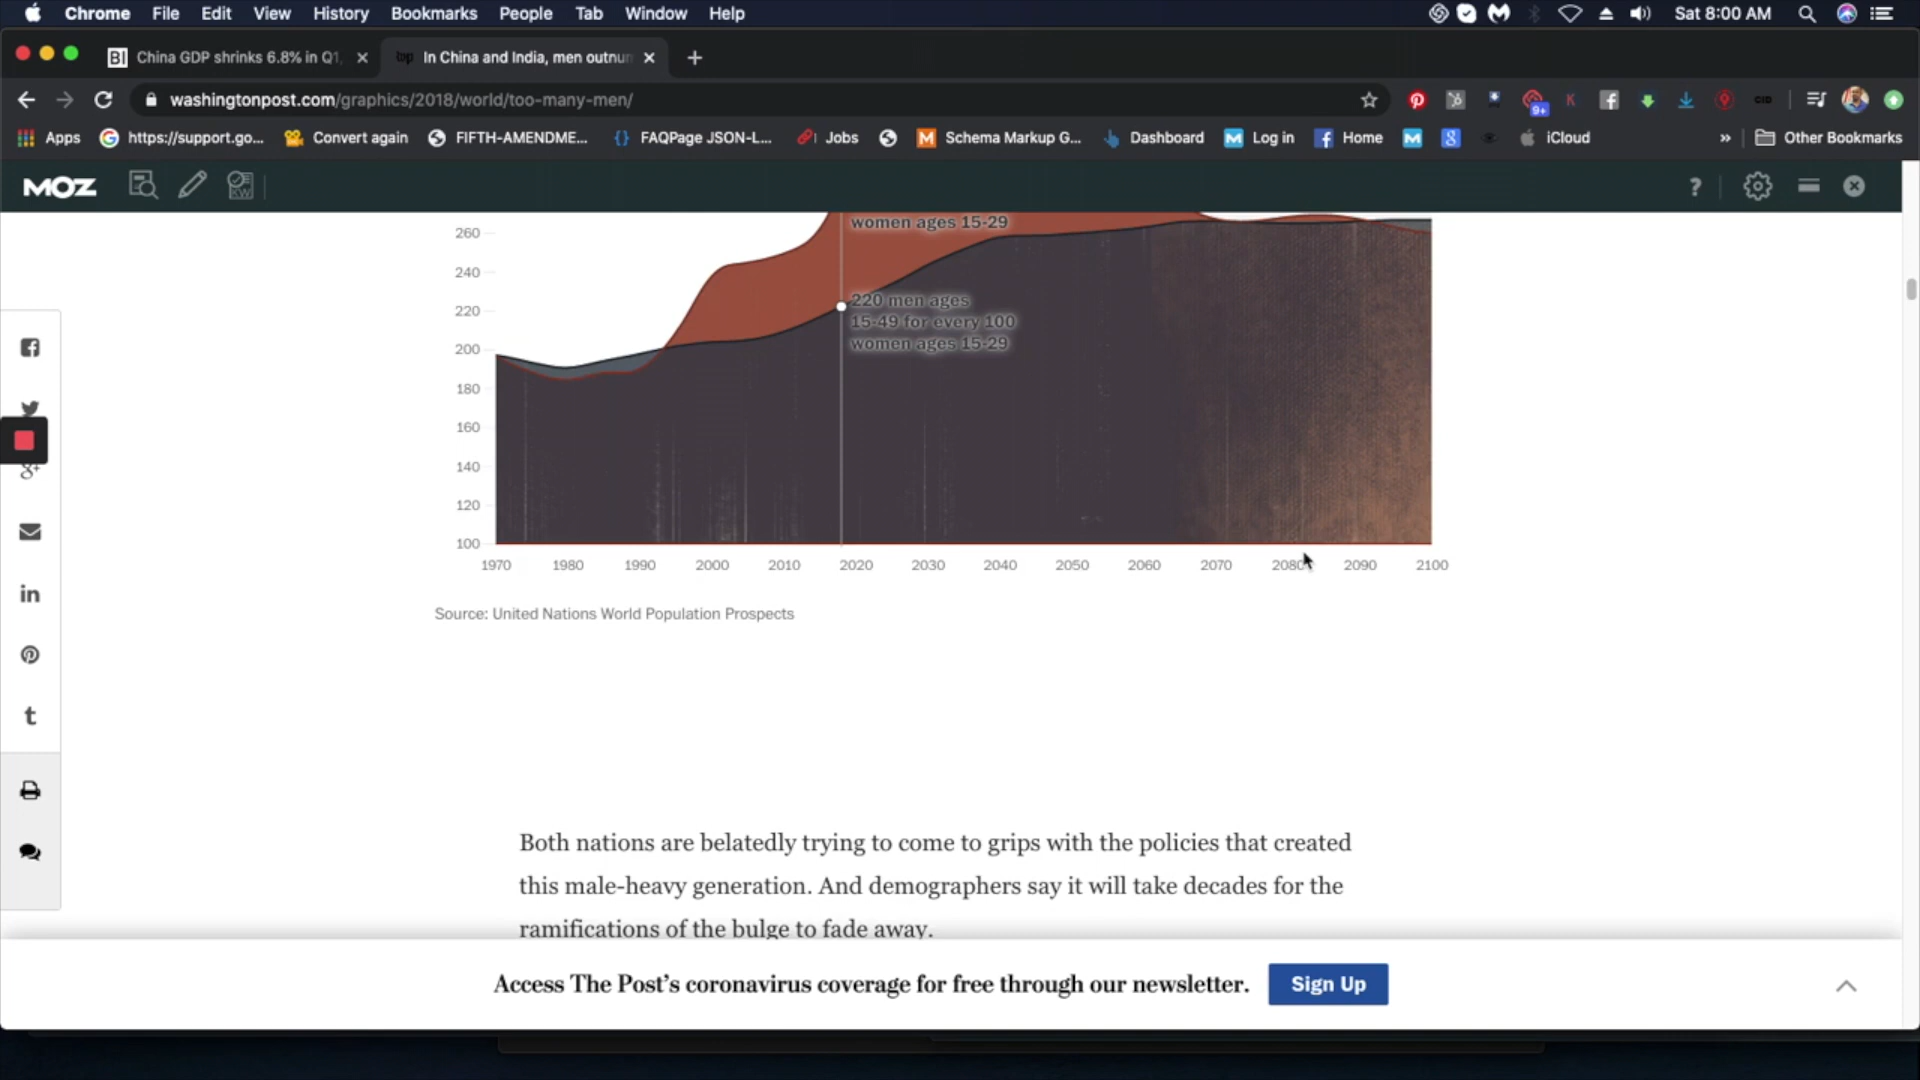 Chrome File Edit View History Bookmarks People Tab Window Help Sat 8:00 AM
BI China GDP shrinks 6.8% in Q1, In China and India, men outnu
washingtonpost.com/graphics/2018/world/too-many-men/ 9+ K CID
Apps https://support.go... Convert again FIFTH-AMENDME... FAQPage JSON-L... Jobs Schema Markup G... Dashboard Log in Home iCloud » Other Bookmarks
MOZ KW ?
women ages 15-29
260
240
220
200
180
160
140
120
100
220 men ages
15-49 for every 100
women ages 15-29
1970 1980 1990 2000 2010 2020 2030 2040 2050 2060 2070 2080 2090 2100
Source: United Nations World Population Prospects
Both nations are belatedly trying to come to grips with the policies that created
this male-heavy generation. And demographers say it will take decades for the
ramifications of the bulge to fade away.
Access The Post's coronavirus coverage for free through our newsletter. Sign Up